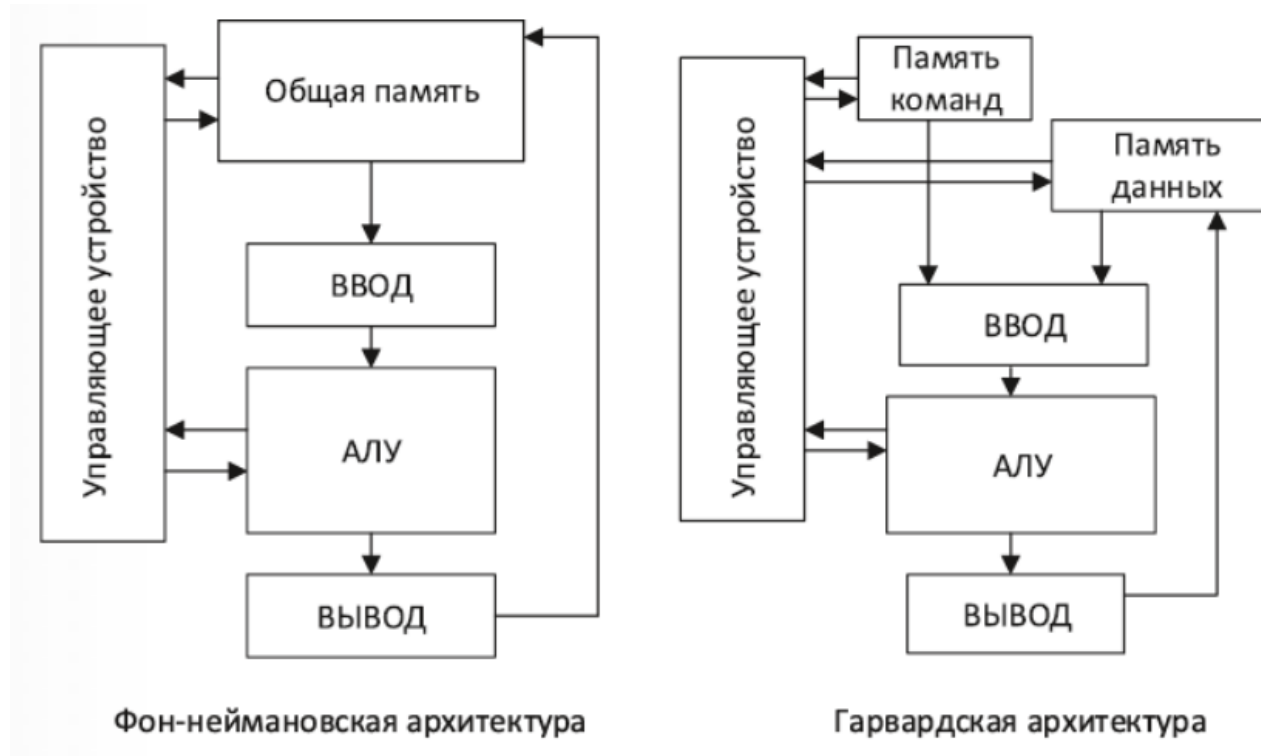 Управляющее устройство
Общая память
ВВОД
АЛУ
ВЫВОД
Фон-неймановская архитектура
Управляющее устройство
Память
команд
Память
данных
ВВОД
АЛУ
ВЫВОД
Гарвардская архитектура